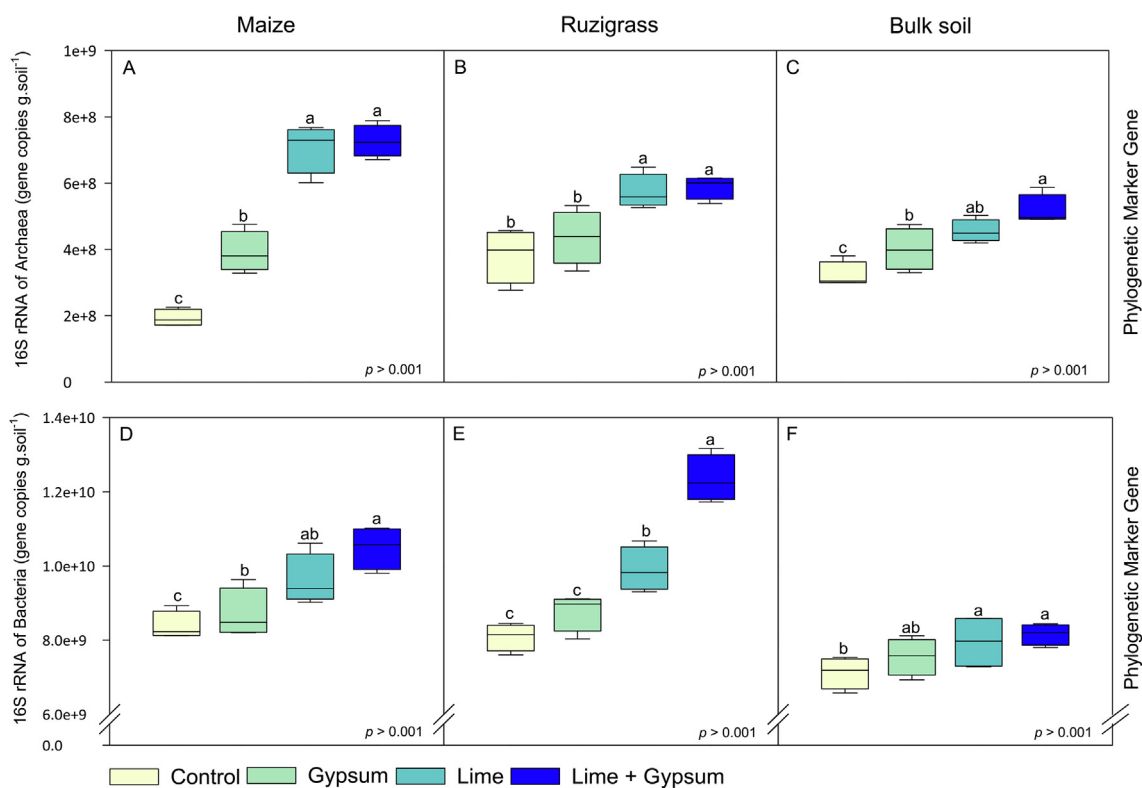 Maize Ruzigrass Bulk soil
16S rRNA of Archaea (gene copies g.soil⁻¹)
1e+9
8e+8
6e+8
4e+8
2e+8
0
A
c
b
a
a
p > 0.001
B
b
b
a
a
p > 0.001
C
c
b
ab
a
p > 0.001
Phylogenetic Marker Gene
16S rRNA of Bacteria (gene copies g.soil⁻¹)
1.4e+10
1.2e+10
1.0e+10
8.0e+9
6.0e+9
0.0
D
c
b
ab
a
p > 0.001
E
c
c
b
a
p > 0.001
F
b
ab
a
a
p > 0.001
Phylogenetic Marker Gene
Control Gypsum Lime Lime + Gypsum